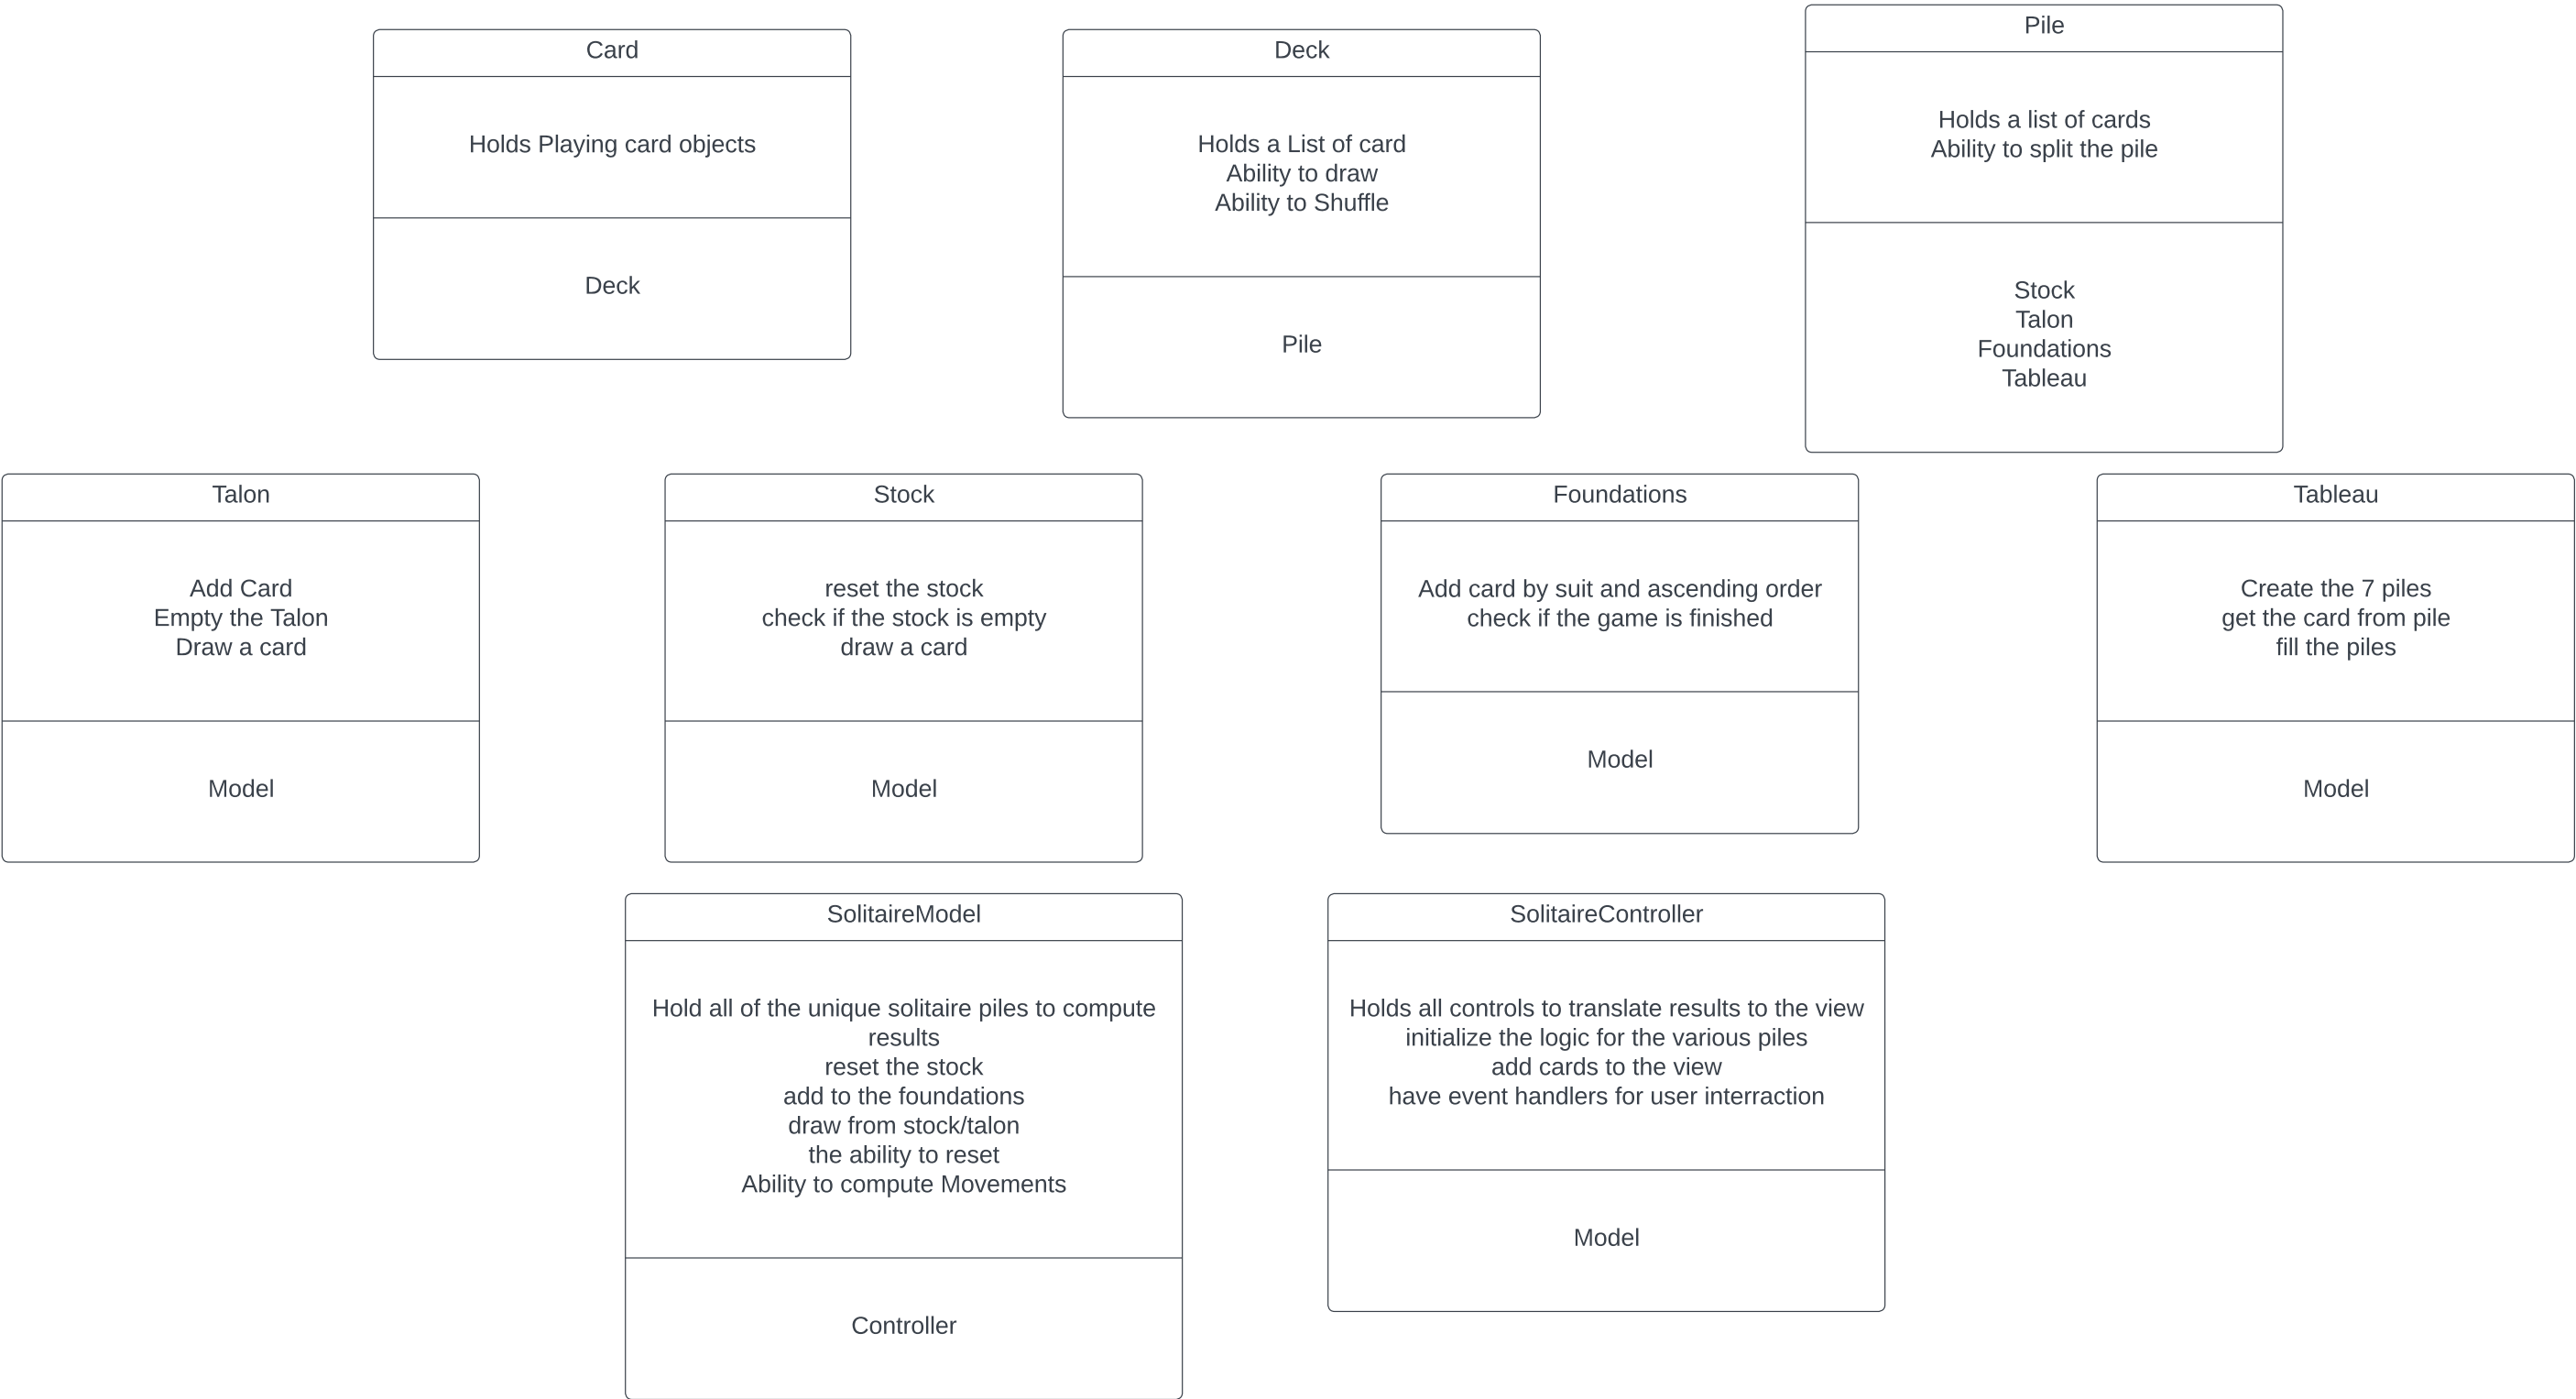 Card
Holds Playing card objects
Deck
Deck
Holds a List of card
Ability to draw
Ability to Shuffle
Pile
Pile
Holds a list of cards
Ability to split the pile
Stock
Talon
Foundations
Tableau
Talon
Add Card
Empty the Talon
Draw a card
Model
Stock
reset the stock
check if the stock is empty
draw a card
Model
Foundations
Add card by suit and ascending order
check if the game is finished
Model
Tableau
Create the 7 piles
get the card from pile
fill the piles
Model
SolitaireModel
Hold all of the unique solitaire piles to compute
results
reset the stock
add to the foundations
draw from stock/talon
the ability to reset
Ability to compute Movements
Controller
SolitaireController
Holds all controls to translate results to the view
initialize the logic for the various piles
add cards to the view
have event handlers for user interraction
Model